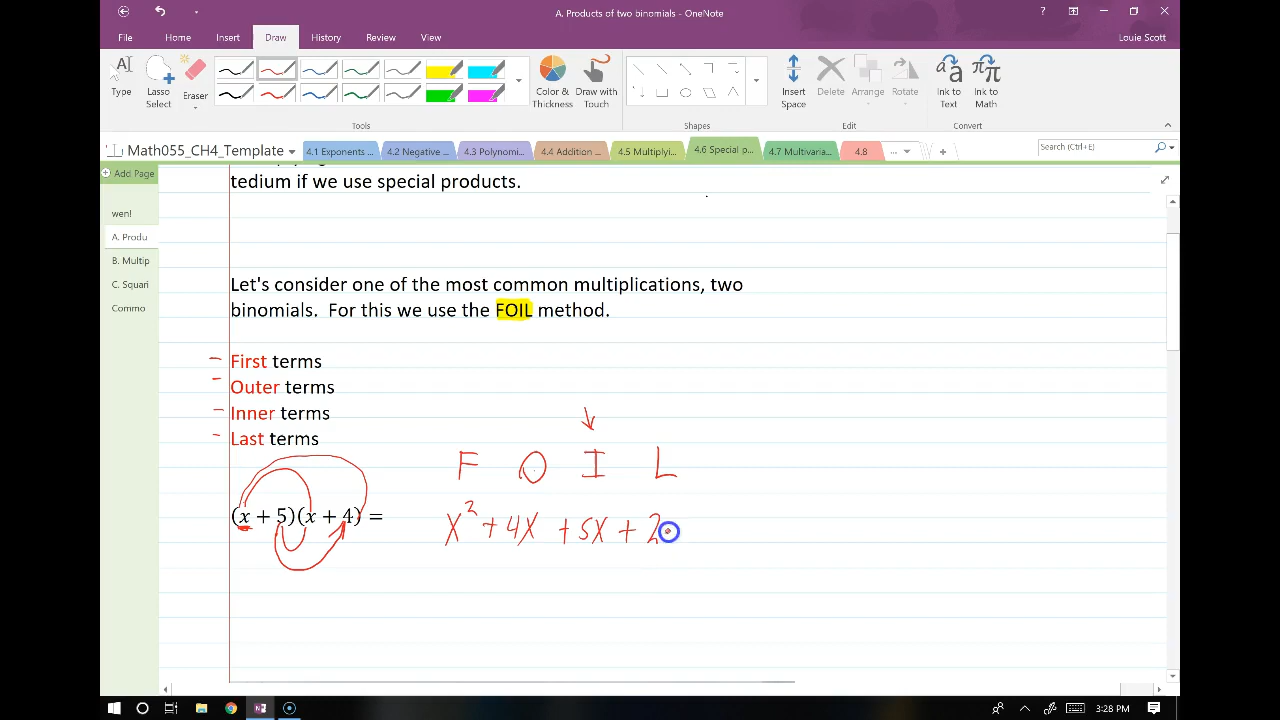 A. Products of two binomials - OneNote
?
File Home Insert Draw History Review View Louie Scott
Type Lasso Select Eraser Color & Thickness Draw with Touch Insert Space Delete Arrange Rotate Ink to Text Ink to Math
Tools Shapes Edit Convert
Math055_CH4_Template 4.1 Exponents ... 4.2 Negative ... 4.3 Polynomi... 4.4 Addition ... 4.5 Multiplyi... 4.6 Special p... 4.7 Multivaria... 4.8 ... Search (Ctrl+E)
Add Page
wen!
A. Produ
B. Multip
C. Squari
Commo
tedium if we use special products.
Let's consider one of the most common multiplications, two
binomials. For this we use the FOIL method.
First terms
Outer terms
Inner terms
Last terms
F O I L
(x + 5)(x + 4) = x² + 4x + 5x + 2
3:28 PM